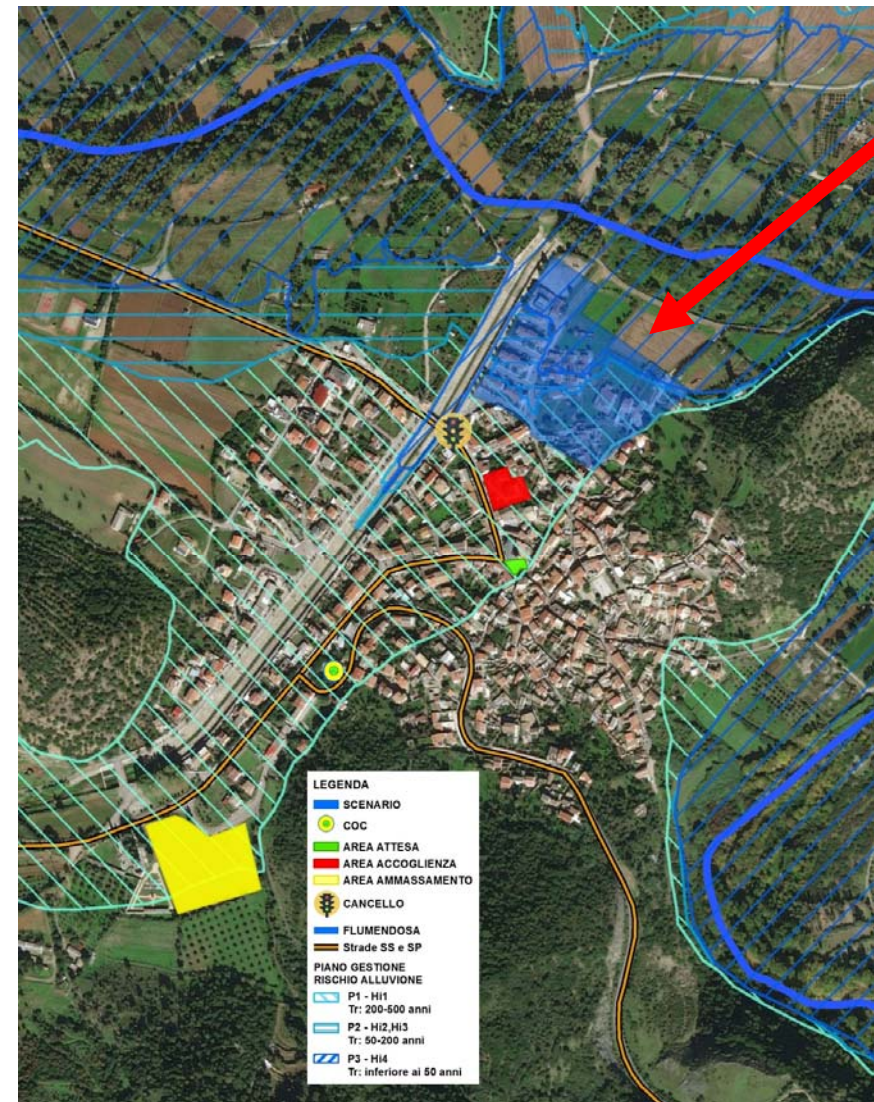 LEGENDA
SCENARIO
COC
AREA ATTESA
AREA ACCOGLIENZA
AREA AMMASSAMENTO
CANCELLO
FLUMENDOSA
Strade SS e SP
PIANO GESTIONE
RISCHIO ALLUVIONE
P1 - Hi1
Tr: 200-500 anni
P2 - Hi2,Hi3
Tr: 50-200 anni
P3 - Hi4
Tr: inferiore ai 50 anni